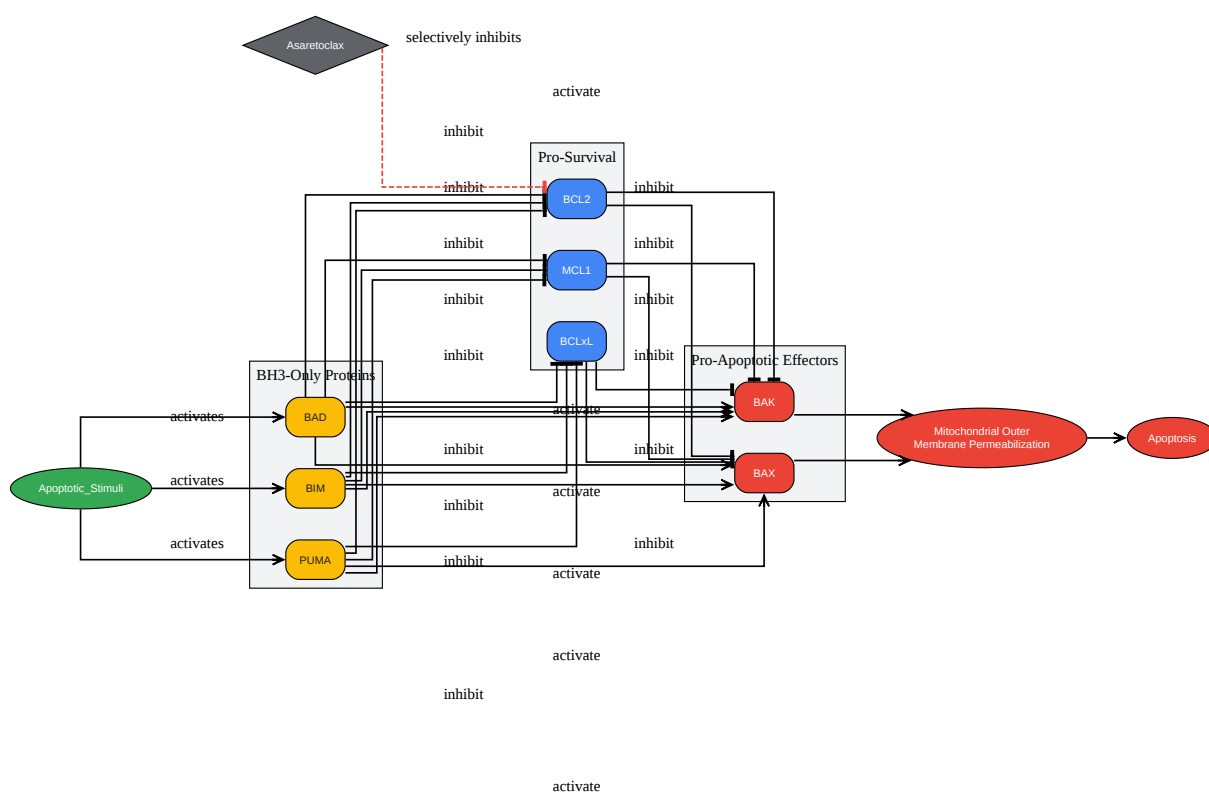 Asaretoclax
selectively inhibits
activate
inhibit
Pro-Survival
inhibit
inhibit
BCL2
inhibit
inhibit
MCL1
inhibit
inhibit
BCLxL
inhibit
inhibit
Pro-Apoptotic Effectors
BH3-Only Proteins
BAK
activate
activates
BAD
Mitochondrial Outer
Membrane Permeabilization
Apoptosis
inhibit
inhibit
BAX
activates
Apoptotic_Stimuli
BIM
activate
inhibit
activates
inhibit
PUMA
inhibit
activate
activate
inhibit
activate